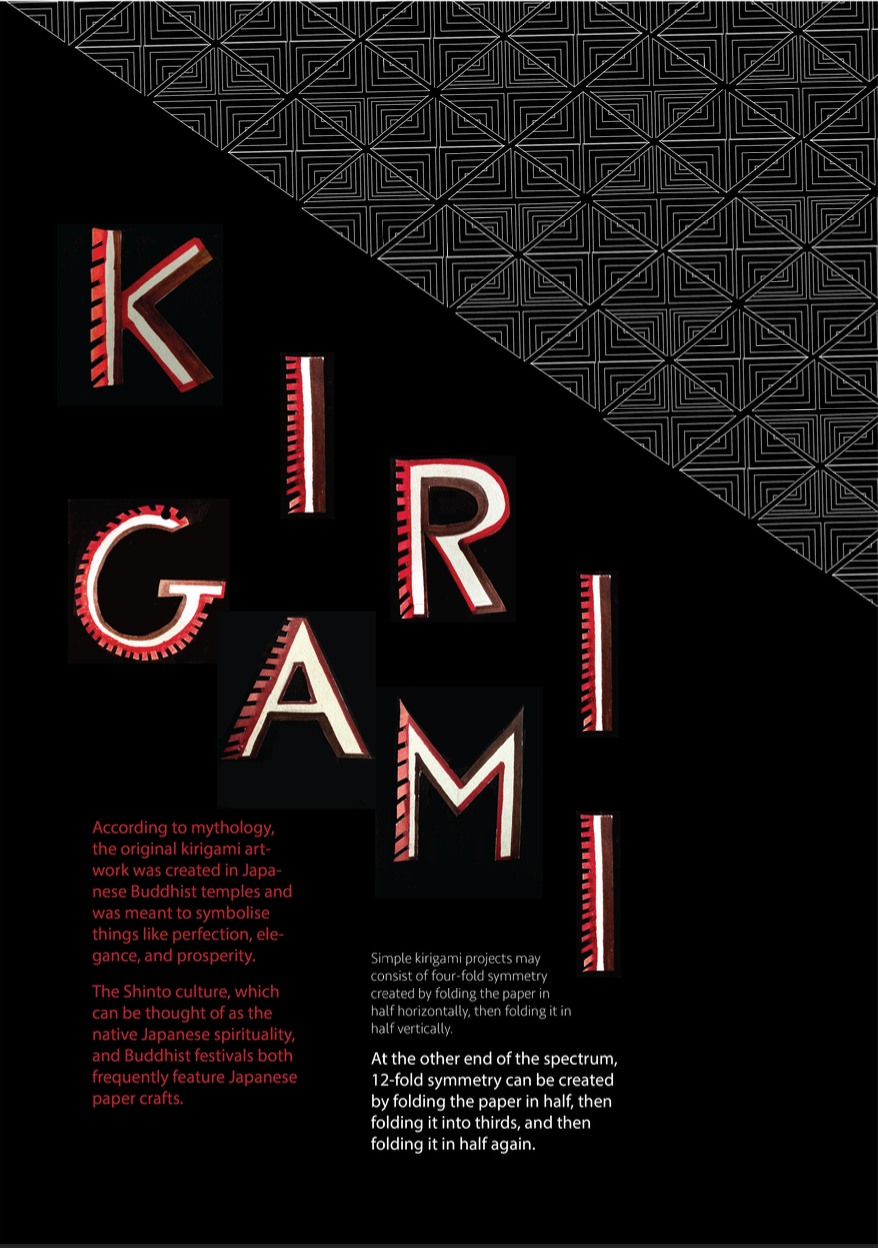 KIRI
GAMI
According to mythology,
the original kirigami art-
work was created in Japa-
nese Buddhist temples and
was meant to symbolise
things like perfection, ele-
gance, and prosperity.
The Shinto culture, which
can be thought of as the
native Japanese spirituality,
and Buddhist festivals both
frequently feature Japanese
paper crafts.
Simple kirigami projects may
consist of four-fold symmetry
created by folding the paper in
half horizontally, then folding it in
half vertically.
At the other end of the spectrum,
12-fold symmetry can be created
by folding the paper in half, then
folding it into thirds, and then
folding it in half again.